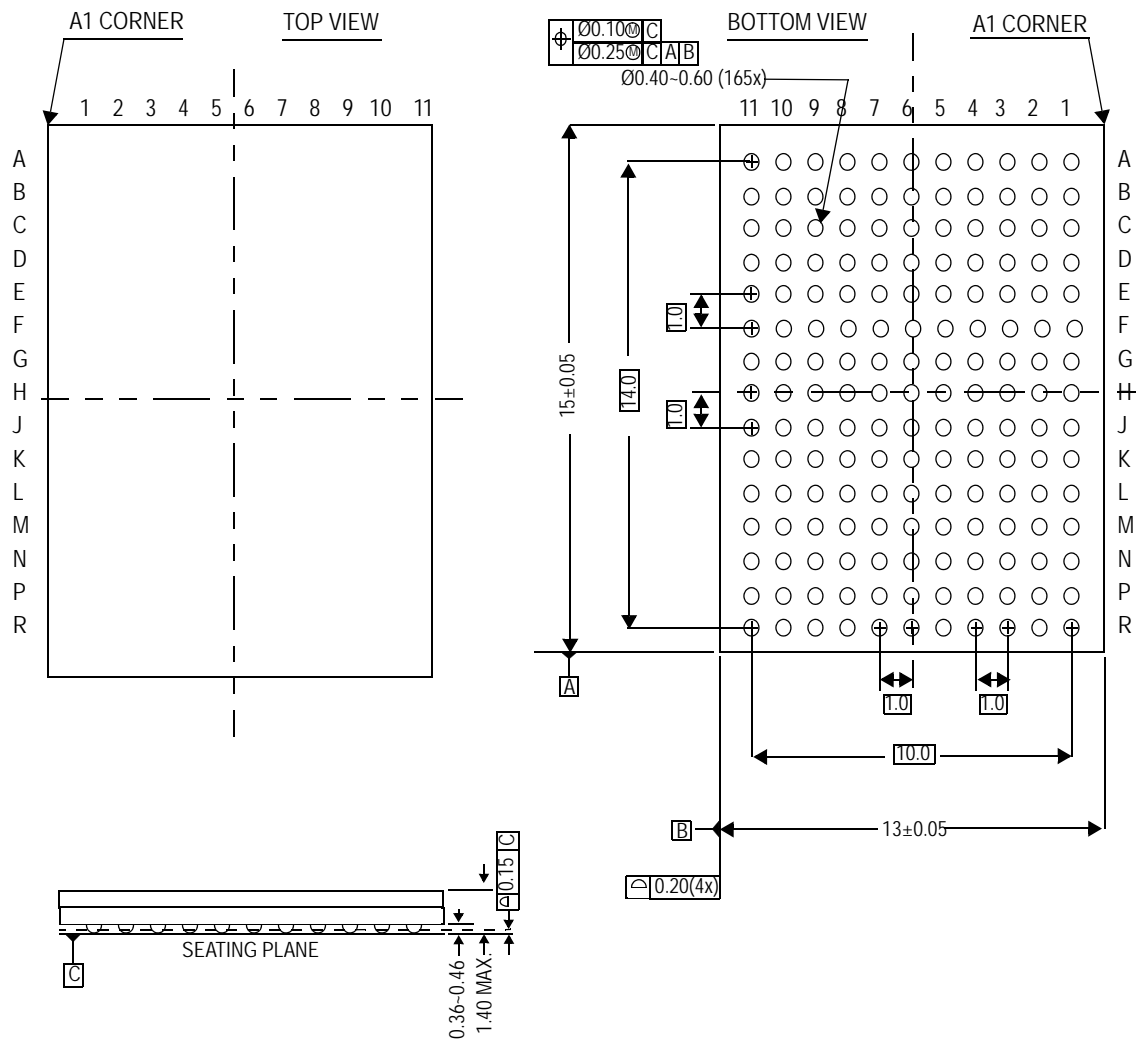 A1 CORNER
TOP VIEW
1 2 3 4 5 6 7 8 9 10 11
A
B
C
D
E
F
G
H
J
K
L
M
N
P
R
Ø0.10Ⓜ C
Ø0.25Ⓜ C A B
BOTTOM VIEW
A1 CORNER
Ø0.40~0.60 (165x)
11 10 9 8 7 6 5 4 3 2 1
A
B
C
D
E
F
G
H
J
K
L
M
N
P
R
1.0
1.0
14.0
15±0.05
A
1.0
1.0
10.0
B
13±0.05
0.20(4x)
0.15 C
SEATING PLANE
C
0.36~0.46
1.40 MAX.